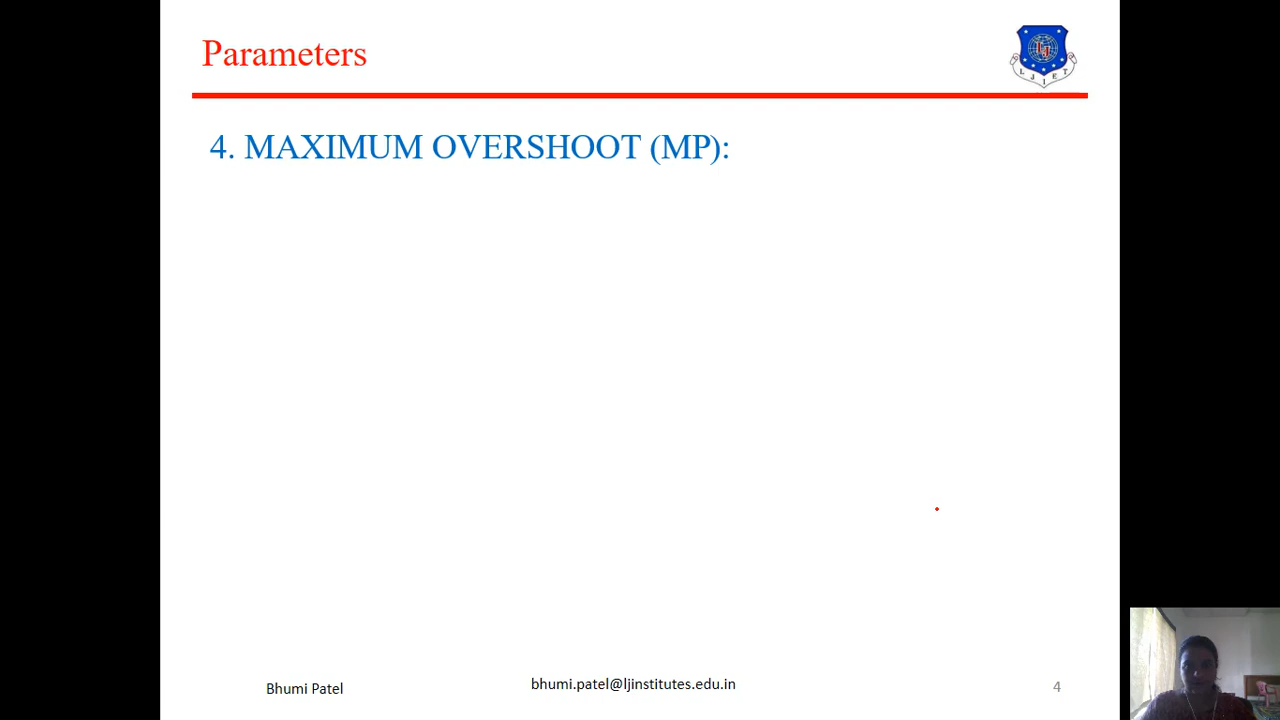 Parameters
L J I E T
4. MAXIMUM OVERSHOOT (MP):
Bhumi Patel
bhumi.patel@ljinstitutes.edu.in
4